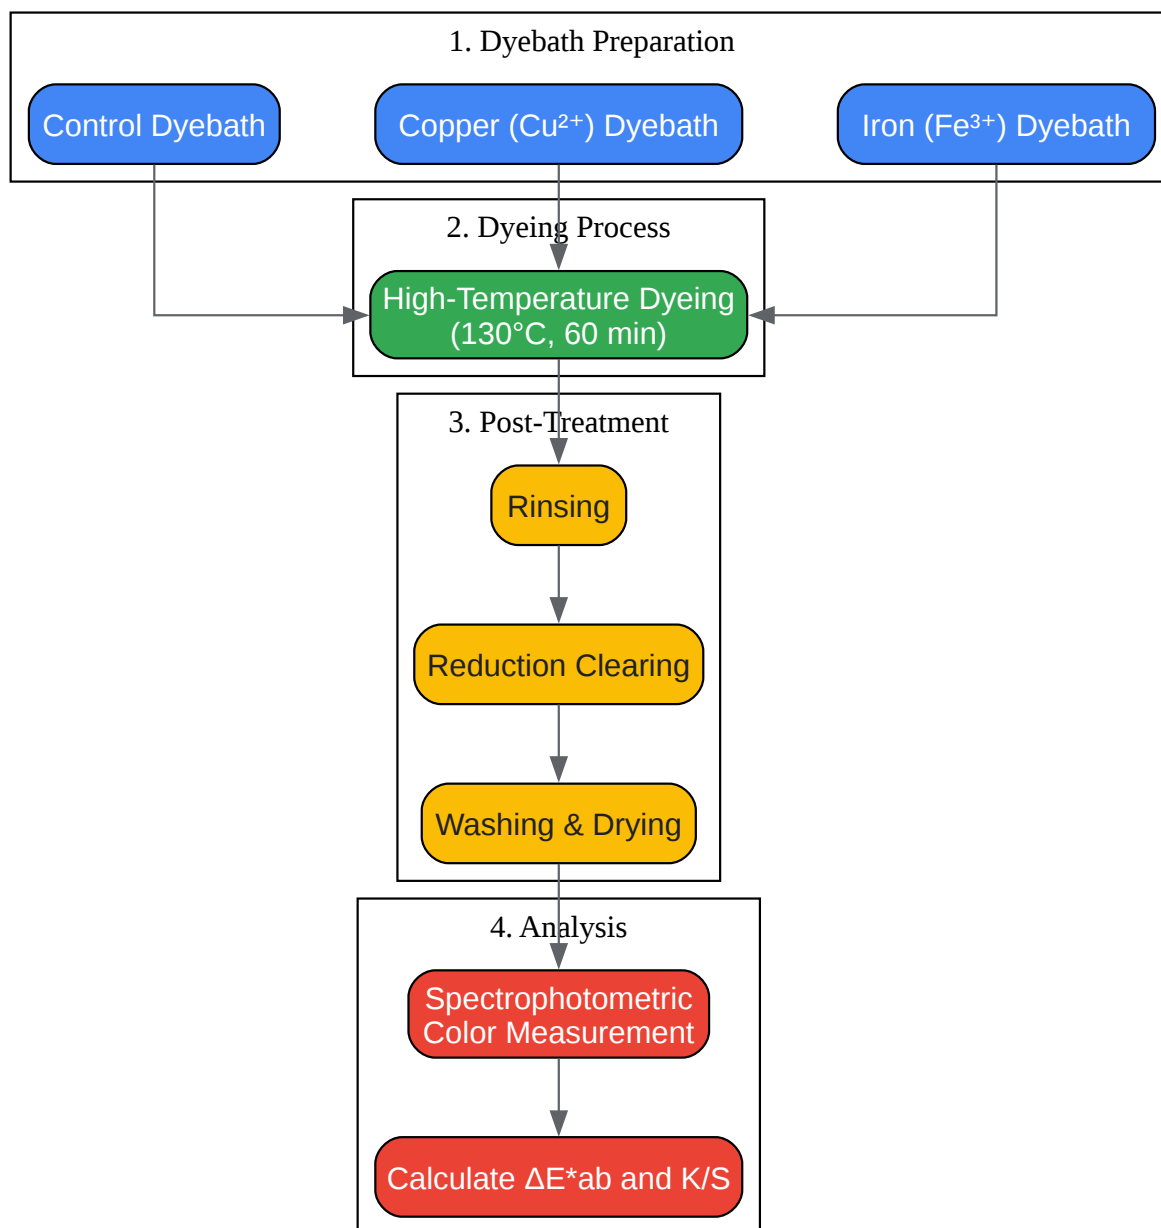 1. Dyebath Preparation
Control Dyebath
Copper (Cu²⁺) Dyebath
Iron (Fe³⁺) Dyebath
2. Dyeing Process
High-Temperature Dyeing
(130°C, 60 min)
3. Post-Treatment
Rinsing
Reduction Clearing
Washing & Drying
4. Analysis
Spectrophotometric
Color Measurement
Calculate ΔE*ab and K/S